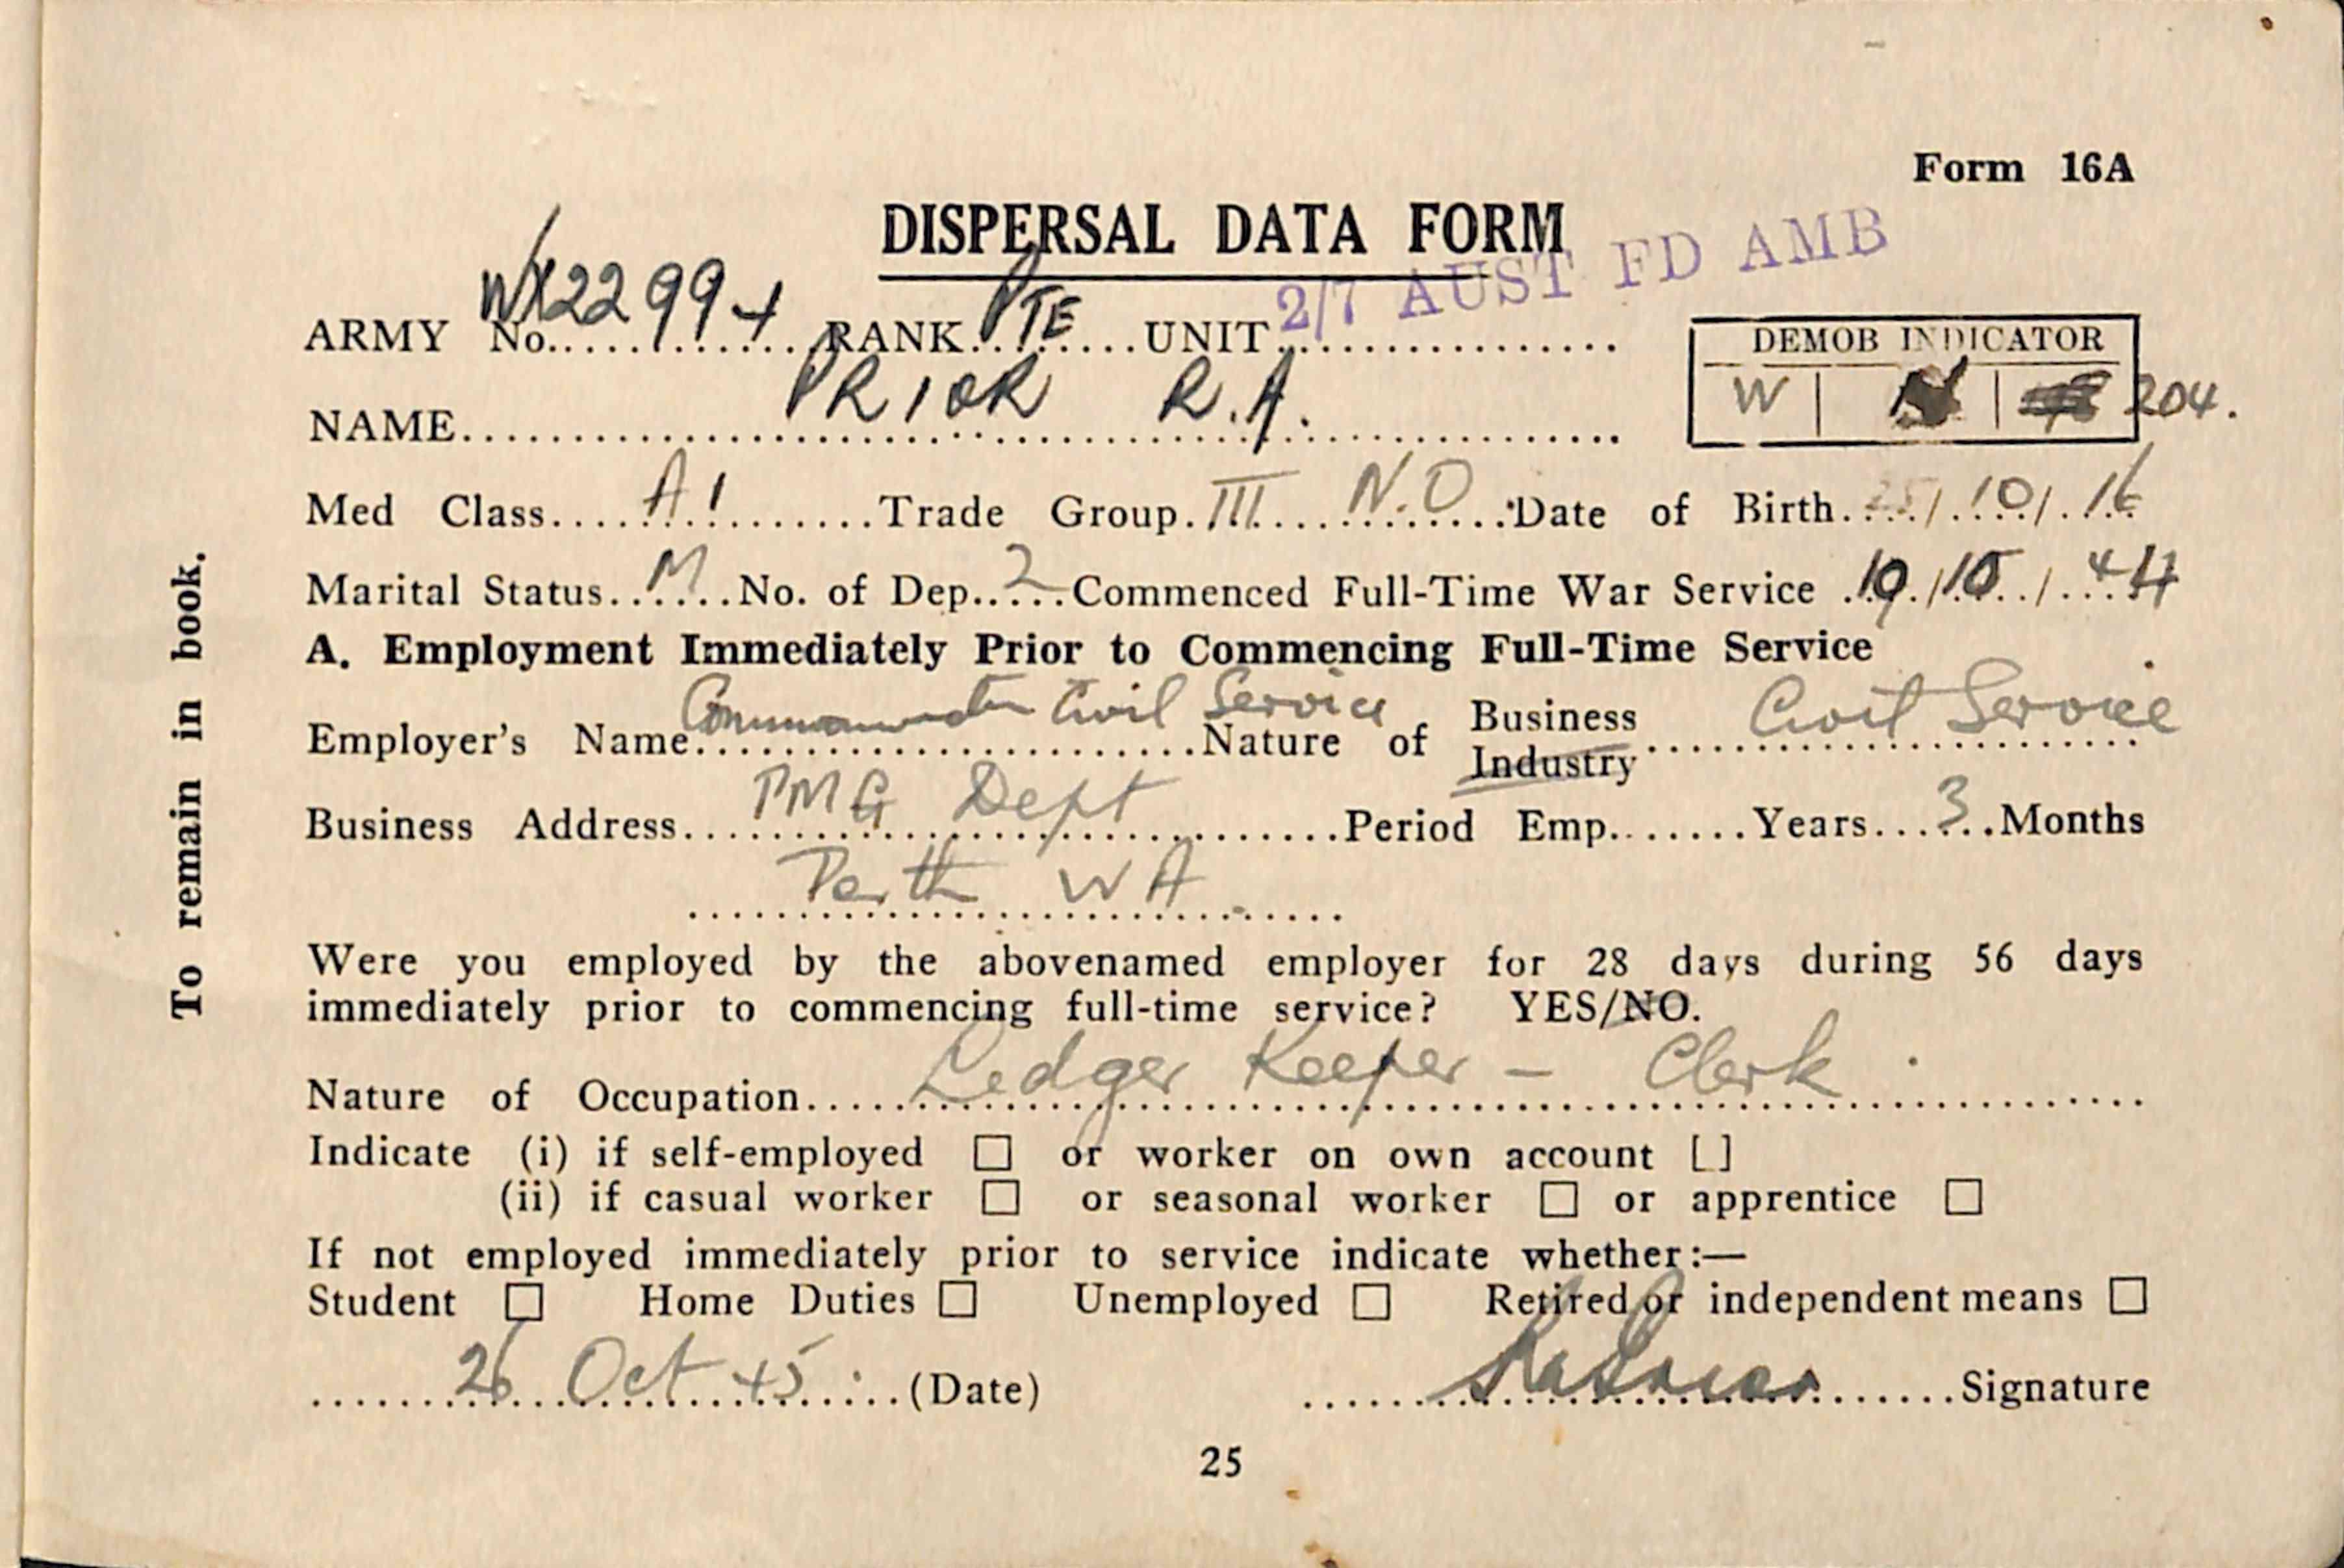 Form 16A
DISPERSAL DATA FORM
ARMY No. WX22994 RANK PTE UNIT 2/7 AUST FD AMB
DEMOB INDICATOR
W | | 204.
NAME PRIOR R.A.
Med Class A1 Trade Group III N.O Date of Birth 25/10/16
Marital Status M No. of Dep. 2 Commenced Full-Time War Service /10/44
A. Employment Immediately Prior to Commencing Full-Time Service
Employer's Name Civil Service Nature of Business Industry Civil Service
Business Address PMG Dept Period Emp. Years 3 Months
Perth WA
Were you employed by the abovenamed employer for 28 days during 56 days
immediately prior to commencing full-time service? YES/NO.
Nature of Occupation Ledger Keeper - Clerk
Indicate (i) if self-employed □ or worker on own account [ ]
(ii) if casual worker □ or seasonal worker □ or apprentice □
If not employed immediately prior to service indicate whether:—
Student □ Home Duties □ Unemployed □ Retired or independent means □
26 Oct 45 (Date) Signature
25
To remain in book.